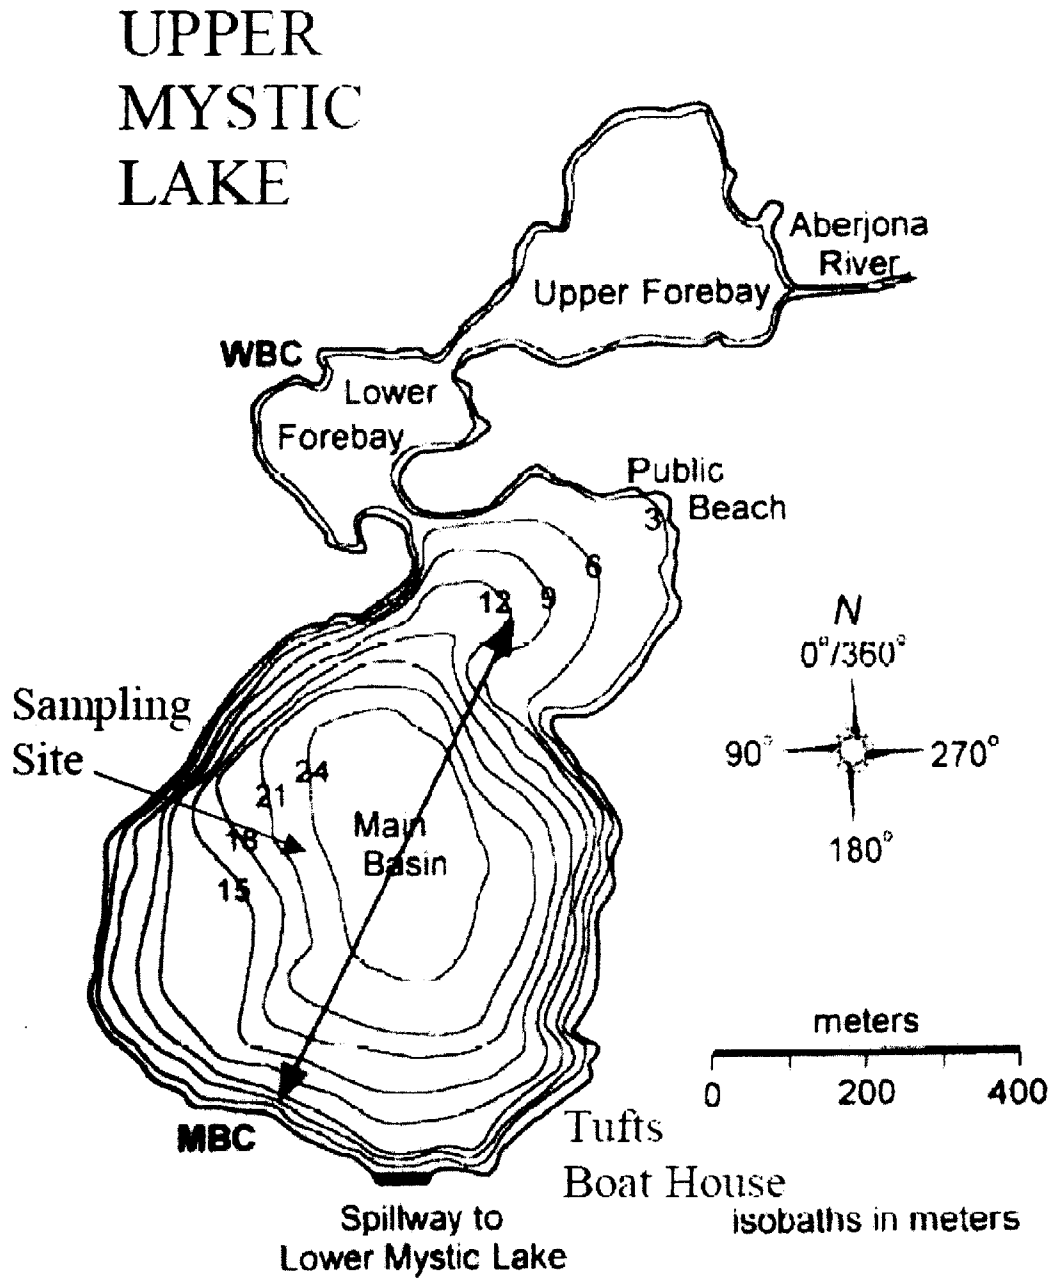 UPPER
MYSTIC
LAKE
Aberjona
River
Upper Forebay
WBC
Lower
Forebay
Public
Beach
3
6
9
12
N
0°/360°
90°
270°
180°
Sampling
Site
24
21
18
15
Main
Basin
meters
0 200 400
MBC
Tufts
Boat House
Spillway to
Lower Mystic Lake
isobaths in meters